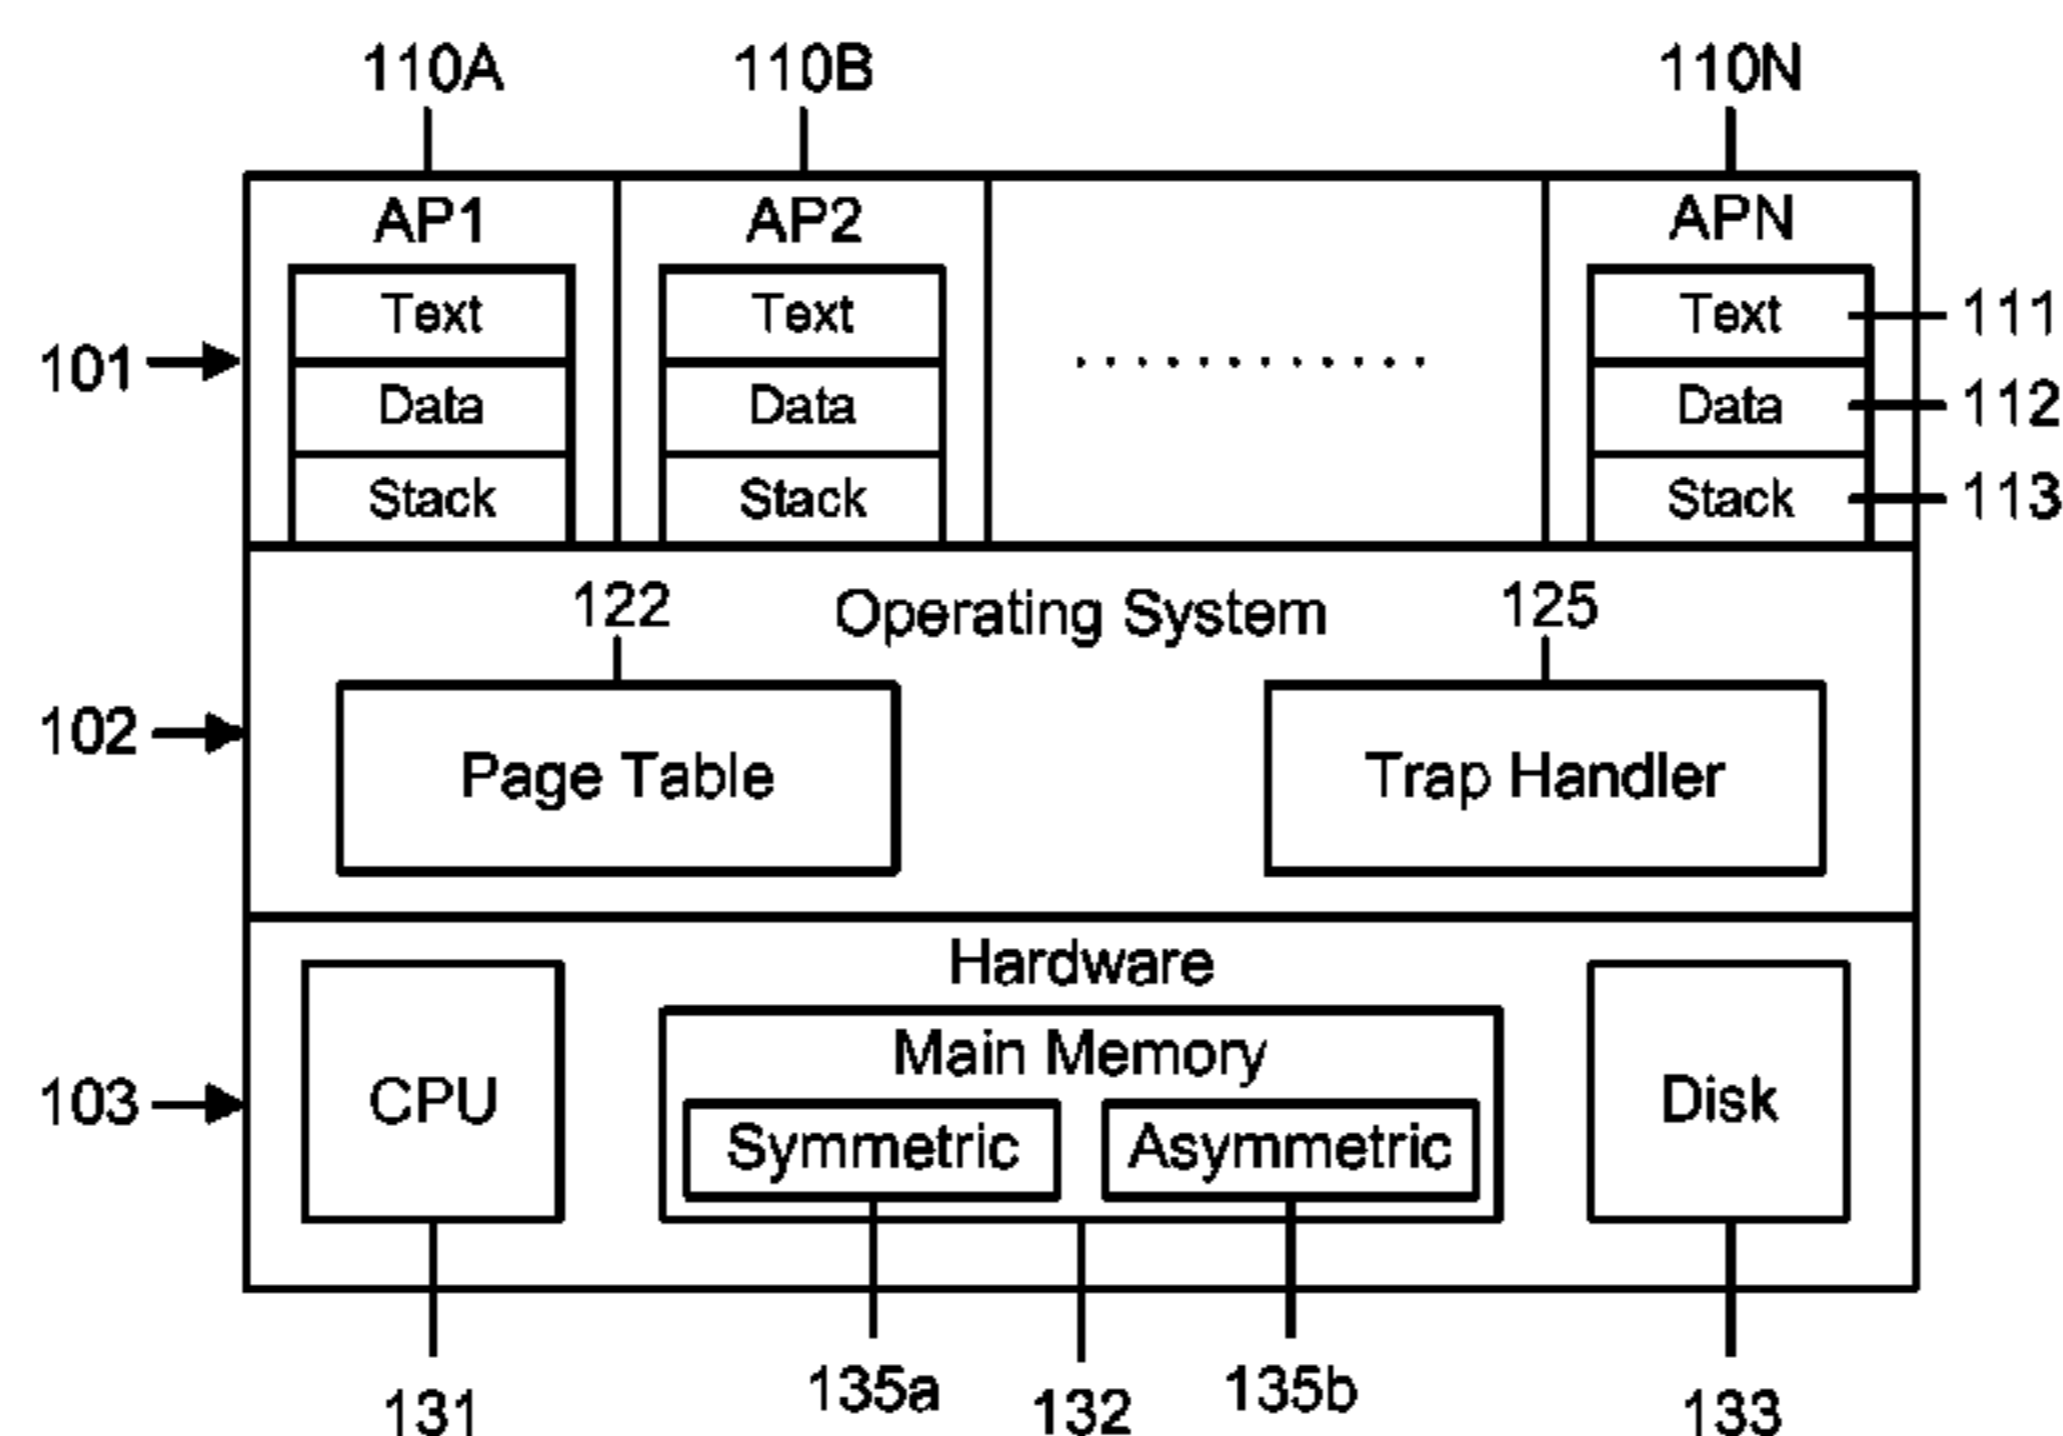 110A 110B 110N
AP1 AP2 APN
Text Text Text 111
101 ............
Data Data Data 112
Stack Stack Stack 113
122 Operating System 125
102 Page Table Trap Handler
Hardware
Main Memory
103 CPU Disk
Symmetric Asymmetric
131 135a 132 135b 133